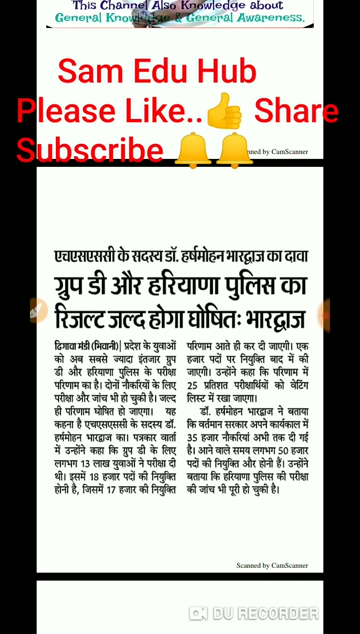 This Channel Also Knowledge about
General Knowledge & General Awareness.
Sam Edu Hub
Please Like..👍 Share
Subscribe 🔔🔔
nned by CamScanner
एचएसएससी के सदस्य डॉ. हर्षमोहन भारद्वाज का दावा
ग्रुप डी और हरियाणा पुलिस का
रिजल्ट जल्द होगा घोषितः भारद्वाज
ढिगावा मंडी (भिवानी)| प्रदेश के युवाओं
को अब सबसे ज्यादा इंतजार ग्रुप
डी और हरियाणा पुलिस के परीक्षा
परिणाम का है। दोनों नौकरियों के लिए
परीक्षा और जांच भी हो चुकी है। जल्द
ही परिणाम घोषित हो जाएगा। यह
कहना है एचएसएससी के सदस्य डॉ.
हर्षमोहन भारद्वाज का। पत्रकार वार्ता
में उन्होंने कहा कि ग्रुप डी के लिए
लगभग 13 लाख युवाओं ने परीक्षा दी
थी। इसमें 18 हजार पदों की नियुक्ति
होनी है, जिसमें 17 हजार की नियुक्ति
परिणाम आते ही कर दी जाएगी। एक
हजार पदों पर नियुक्ति बाद में की
जाएगी। उन्होंने कहा कि परिणाम में
25 प्रतिशत परीक्षार्थियों को वेटिंग
लिस्ट में रखा जाएगा।
डॉ. हर्षमोहन भारद्वाज ने बताया
कि वर्तमान सरकार अपने कार्यकाल में
35 हजार नौकरियां अभी तक दी गई
है। आने वाले समय लगभग 50 हजार
पदों की नियुक्ति और होनी हैं। उन्होंने
बताया कि हरियाणा पुलिस की परीक्षा
की जांच भी पूरी हो चुकी है।
Scanned by CamScanner
DU RECORDER